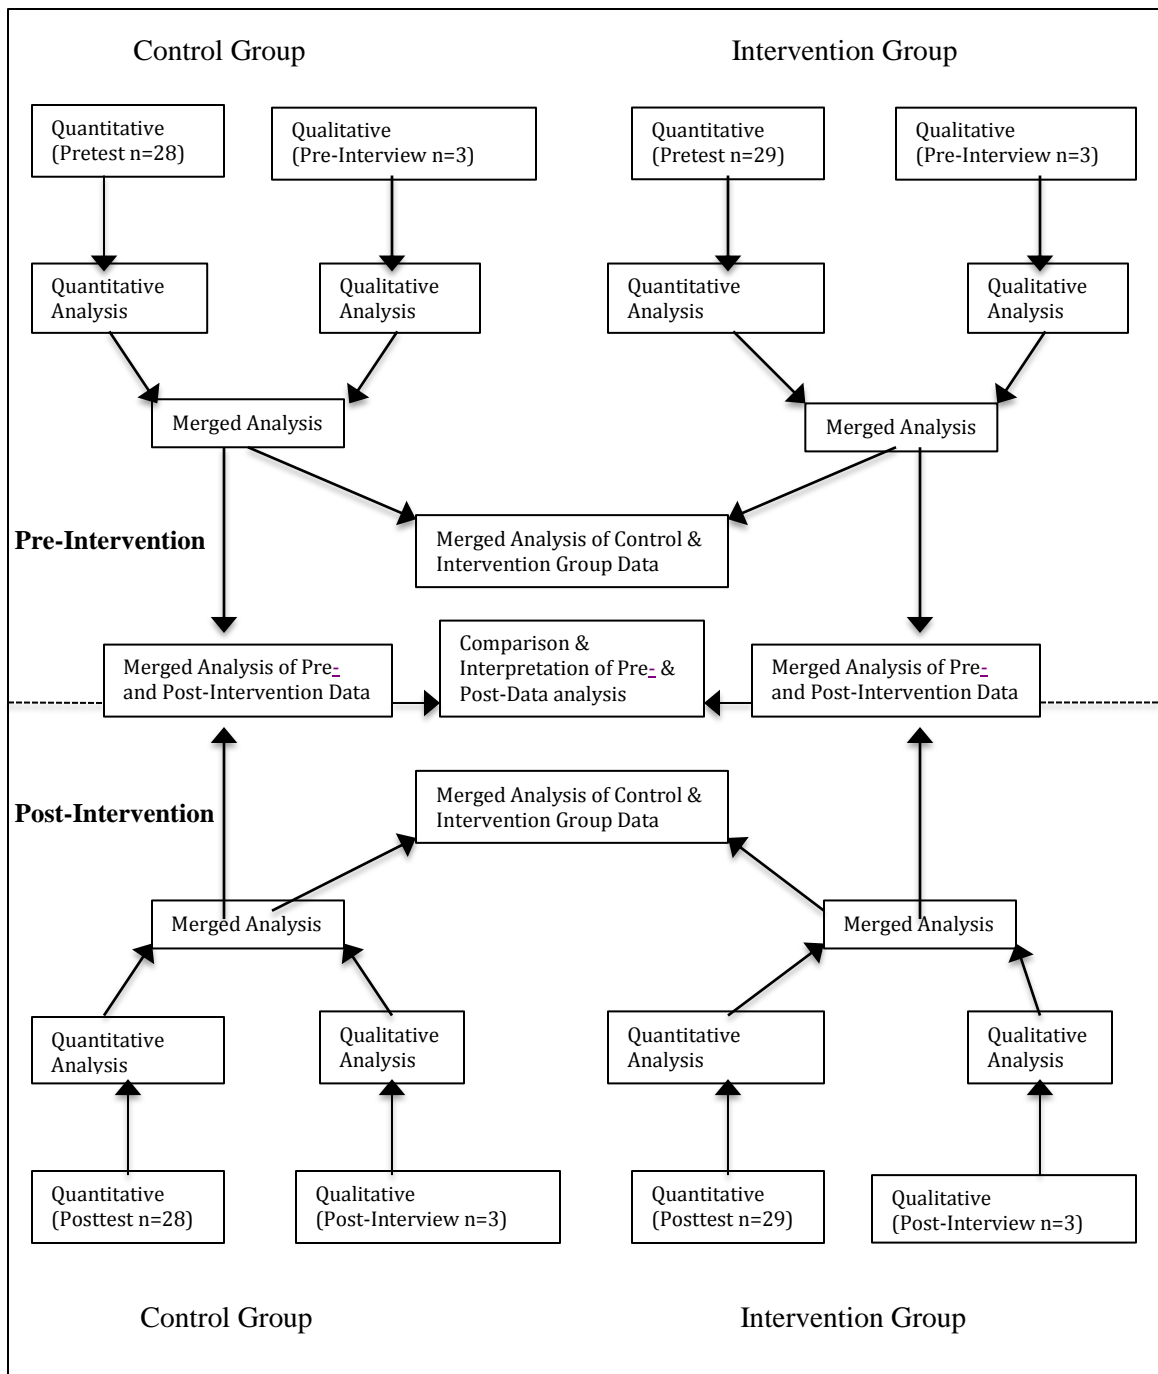 Control Group
Intervention Group
Quantitative
(Pretest n=28)
Qualitative
(Pre-Interview n=3)
Quantitative
(Pretest n=29)
Qualitative
(Pre-Interview n=3)
Quantitative
Analysis
Qualitative
Analysis
Quantitative
Analysis
Qualitative
Analysis
Merged Analysis
Merged Analysis
Pre-Intervention
Merged Analysis of Control &
Intervention Group Data
Merged Analysis of Pre-
and Post-Intervention Data
Comparison &
Interpretation of Pre- &
Post-Data analysis
Merged Analysis of Pre-
and Post-Intervention Data
Post-Intervention
Merged Analysis of Control &
Intervention Group Data
Merged Analysis
Merged Analysis
Quantitative
Analysis
Qualitative
Analysis
Quantitative
Analysis
Qualitative
Analysis
Quantitative
(Posttest n=28)
Qualitative
(Post-Interview n=3)
Quantitative
(Posttest n=29)
Qualitative
(Post-Interview n=3)
Control Group
Intervention Group